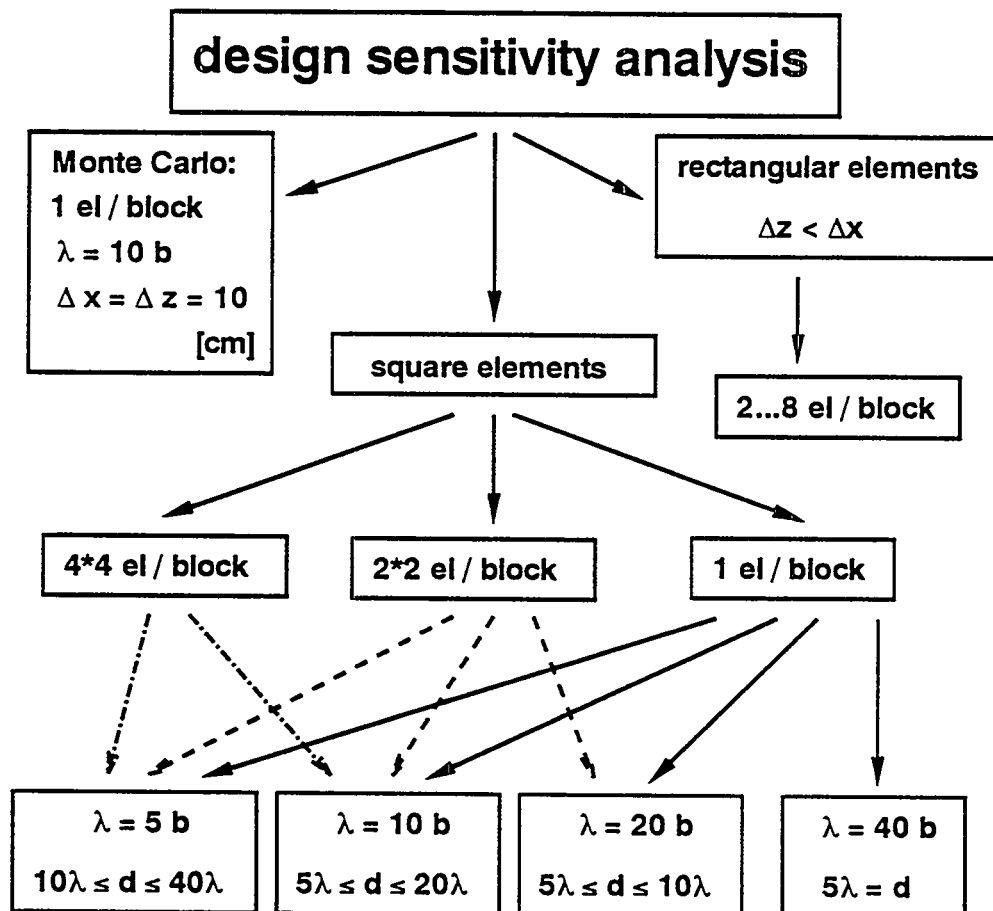 design sensitivity analysis
Monte Carlo:
1 el / block
λ = 10 b
Δ x = Δ z = 10
[cm]
rectangular elements
Δz < Δx
square elements
2...8 el / block
4*4 el / block
2*2 el / block
1 el / block
λ = 5 b
10λ ≤ d ≤ 40λ
λ = 10 b
5λ ≤ d ≤ 20λ
λ = 20 b
5λ ≤ d ≤ 10λ
λ = 40 b
5λ = d